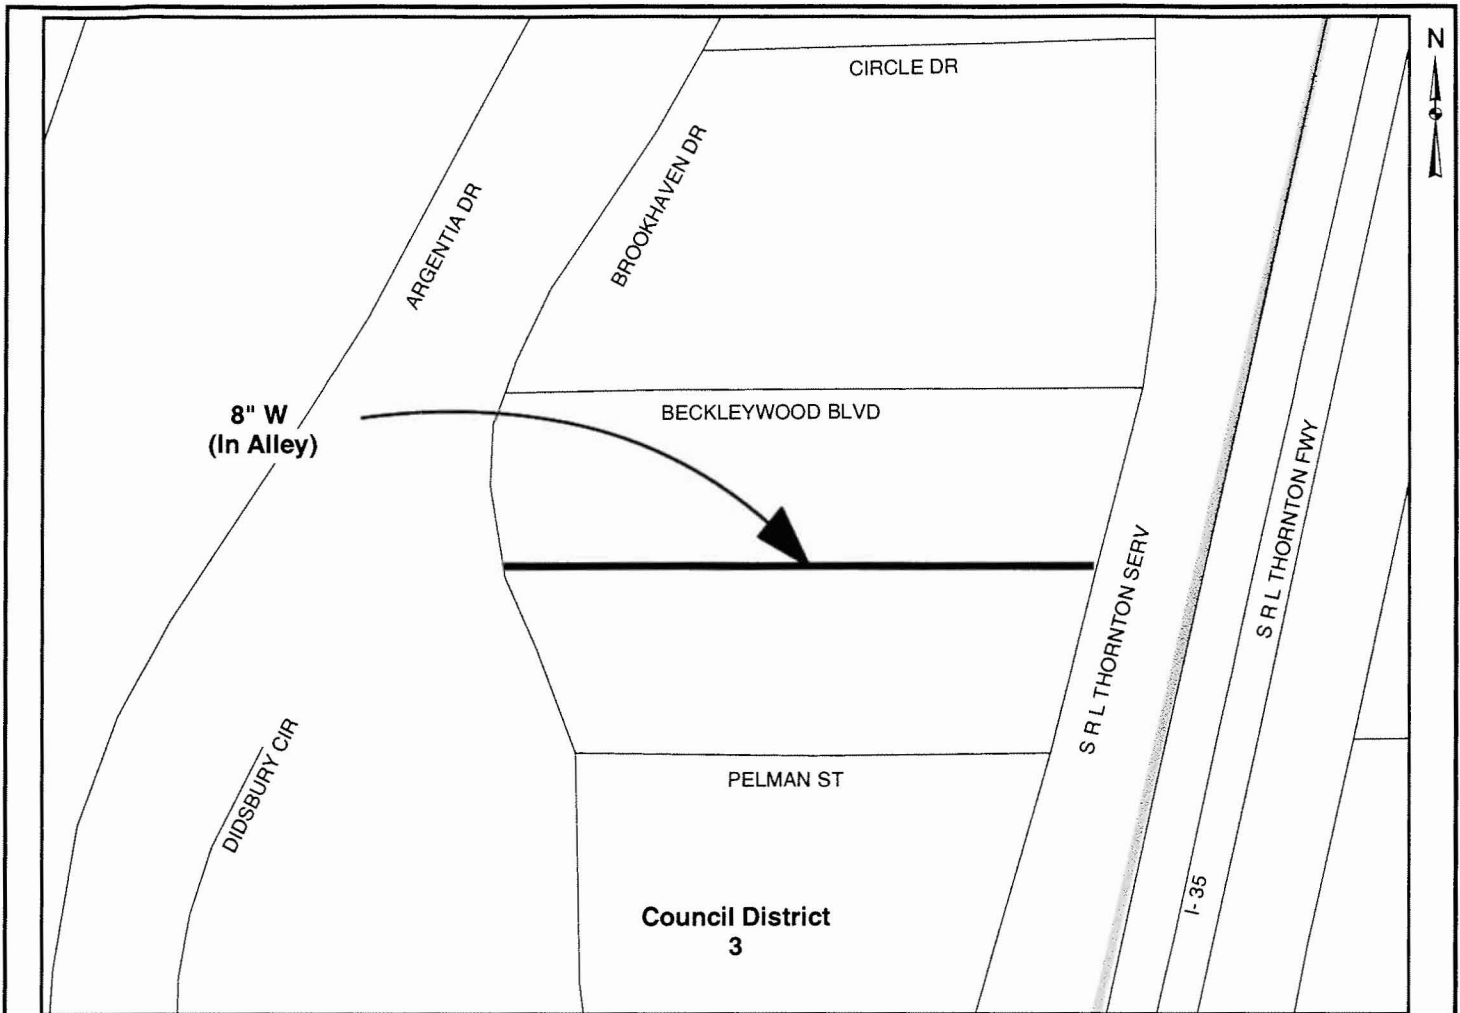 N
CIRCLE DR
BROOKHAVEN DR
ARGENTIA DR
8" W
(In Alley)
BECKLEYWOOD BLVD
S R L THORNTON FWY
S R L THORNTON SERV
DIDSBURY CIR
PELMAN ST
I-35
Council District
3